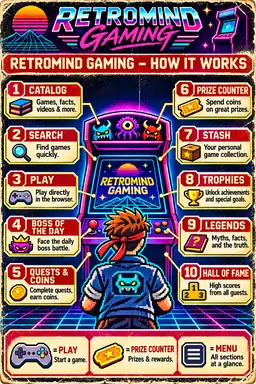 RETROMIND
GAMING
RETROMIND GAMING – HOW IT WORKS
1 CATALOG
Games, facts,
videos & more.
2 SEARCH
Find games
quickly.
3 PLAY
Play directly
in the browser.
4 BOSS OF
THE DAY
Face the daily
boss battle.
5 QUESTS &
COINS
Complete quests,
earn coins.
6 PRIZE COUNTER
Spend coins
on great prizes.
7 STASH
Your personal
game collection.
8 TROPHIES
Unlock achievements
and special goals.
9 LEGENDS
Myths, facts,
and the truth.
10 HALL OF FAME
High scores
from all guests.
RETROMIND
GAMING
= PLAY
Start a game.
= PRIZE COUNTER
Prizes & rewards.
= MENU
All sections
at a glance.